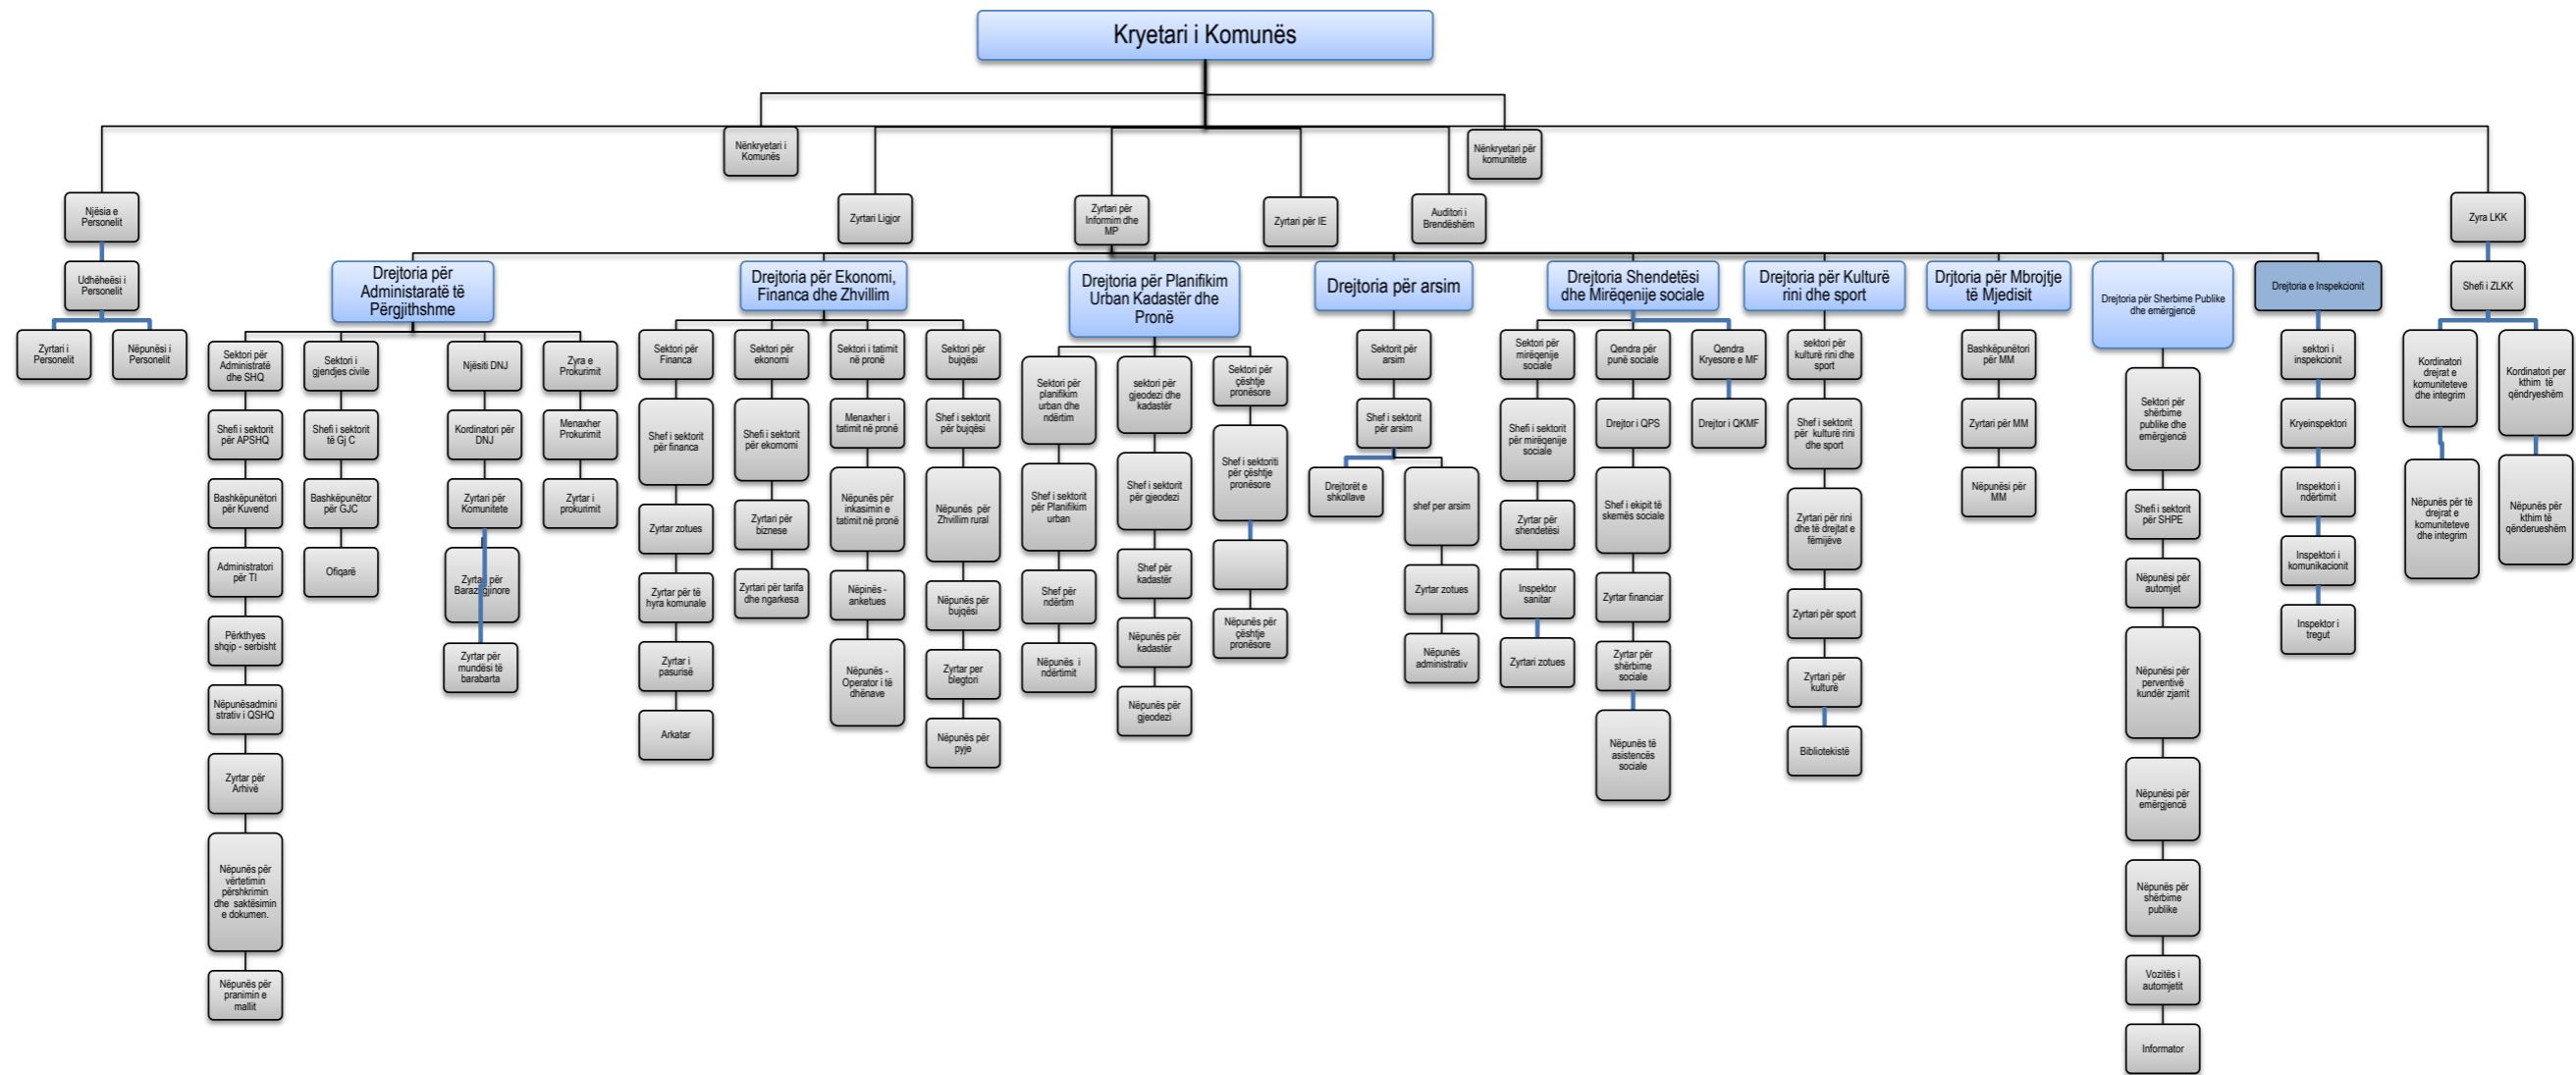 Kryetari i Komunës
Nënkryetari i
Komunës
Nënkryetari për
komunitete
Njësia e
Personelit
Zyrtari Ligjor
Zyrtari për
Informim dhe
MP
Zyrtari për IE
Auditori i
Brendëshëm
Zyra LKK
Udhëheësi i
Personelit
Zyrtari i
Personelit
Nëpunësi i
Personelit
Drejtoria për
Administaratë të
Përgjithshme
Sektori për
Administratë
dhe SHQ
Shefi i sektorit
për APSHQ
Bashkëpunëtori
për Kuvend
Administratori
për TI
Përkthyes
shqip - serbisht
Nëpunësadmini
strativ i QSHQ
Zyrtar për
Arhivë
Nëpunës për
vërtetimin
përshkrimin
dhe saktësimin
e dokumen.
Nëpunës për
pranimin e
mallit
Sektori i
gjendjes civile
Shefi i sektorit
të Gj C
Bashkëpunëtor
për GJC
Ofiqarë
Njësiti DNJ
Kordinatori për
DNJ
Zyrtari për
Komunitete
Zyrtar për
Barazi gjinore
Zyrtar për
mundësi të
barabarta
Zyra e
Prokurimit
Menaxher
Prokurimit
Zyrtar i
prokurimit
Drejtoria për Ekonomi,
Financa dhe Zhvillim
Sektori për
Financa
Shef i sektorit
për financa
Zyrtar zotues
Zyrtar për të
hyra komunale
Zyrtar i
pasurisë
Arkatar
Sektori për
ekonomi
Shefi i sektorit
për ekonomi
Zyrtari për
biznese
Zyrtari për tarifa
dhe ngarkesa
Sektori i tatimit
në pronë
Menaxher i
tatimit në pronë
Nëpunës për
inkasimin e
tatimit në pronë
Nëpinës -
anketues
Nëpunës -
Operator i të
dhënave
Sektori për
bujqësi
Shef i sektorit
për bujqësi
Nëpunës për
Zhvillim rural
Nëpunës për
bujqësi
Zyrtar per
blegtori
Nëpunës për
pyje
Drejtoria për Planifikim
Urban Kadastër dhe
Pronë
Sektori për
planifikim
urban dhe
ndërtim
Shef i sektorit
për Planifikim
urban
Shef për
ndërtim
Nëpunës i
ndërtimit
sektori për
gjeodezi dhe
kadastër
Shef i sektorit
për gjeodezi
Shef për
kadastër
Nëpunës për
kadastër
Nëpunës për
gjeodezi
Sektori për
çështje
pronësore
Shef i sektoriti
për çështje
pronësore
Nëpunës për
çështje
pronësore
Drejtoria për arsim
Sektorit për
arsim
Shef i sektorit
për arsim
Drejtorët e
shkollave
shef per arsim
Zyrtar zotues
Nëpunës
administrativ
Drejtoria Shendetësi
dhe Mirëqenije sociale
Sektori për
mirëqenije
sociale
Shefi i sektorit
për mirëqenije
sociale
Zyrtar për
shendetësi
Inspektor
sanitar
Zyrtari zotues
Qendra për
punë sociale
Drejtor i QPS
Shef i ekipit të
skemës sociale
Zyrtar financiar
Zyrtar për
shërbime
sociale
Nëpunës të
asistencës
sociale
Qendra
Kryesore e MF
Drejtor i QKMF
Drejtoria për Kulturë
rini dhe sport
sektori për
kulturë rini dhe
sport
Shef i sektorit
për kulturë rini
dhe sport
Zyrtari për rini
dhe të drejtat e
fëmijëve
Zyrtari për sport
Zyrtari për
kulturë
Bibliotekistë
Drjtoria për Mbrojtje
të Mjedisit
Bashkëpunëtori
për MM
Zyrtari për MM
Nëpunësi për
MM
Drejtoria për Sherbime Publike
dhe emërgjencë
Sektori për
shërbime
publike dhe
emërgjencë
Shefi i sektorit
për SHPE
Nëpunësi për
automjet
Nëpunësi për
perventivë
kundër zjarrit
Nëpunësi për
emërgjencë
Nëpunës për
shërbime
publike
Vozitës i
automjetit
Informator
Drejtoria e Inspekcionit
sektori i
inspekcionit
Kryeinspektori
Inspektori i
ndërtimit
Inspektori i
komunikacionit
Inspektor i
tregut
Shefi i ZLKK
Kordinatori
drejrat e
komuniteteve
dhe integrim
Nëpunës për të
drejrat e
komuniteteve
dhe integrim
Kordinatori per
kthim të
qëndryeshëm
Nëpunës për
kthim të
qënderueshëm